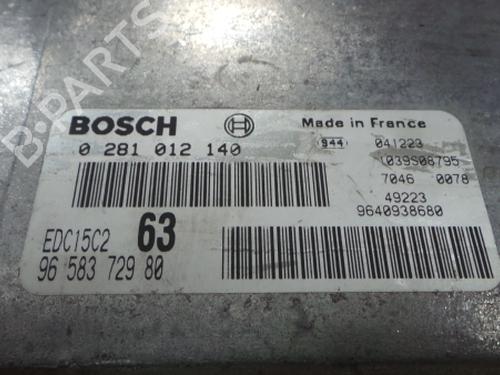 B-PARTS
BOSCH
Made in France
0 281 012 140
944 041223
1039S08795
7046 0078
49223
9640938680
EDC15C2 63
96 583 729 80